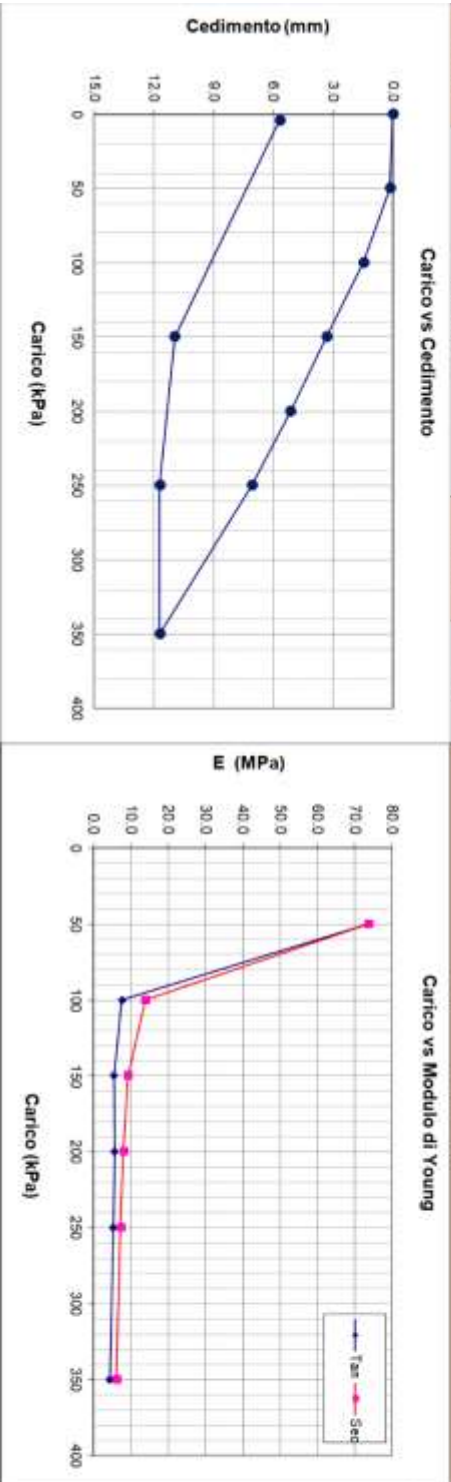 Carico vs Cedimento
Cedimento (mm)
0.0
3.0
6.0
9.0
12.0
15.0
0 50 100 150 200 250 300 350 400
Carico (kPa)
Carico vs Modulo di Young
E (MPa)
80.0
70.0
60.0
50.0
40.0
30.0
20.0
10.0
0.0
0 50 100 150 200 250 300 350 400
Carico (kPa)
Tan
Sec